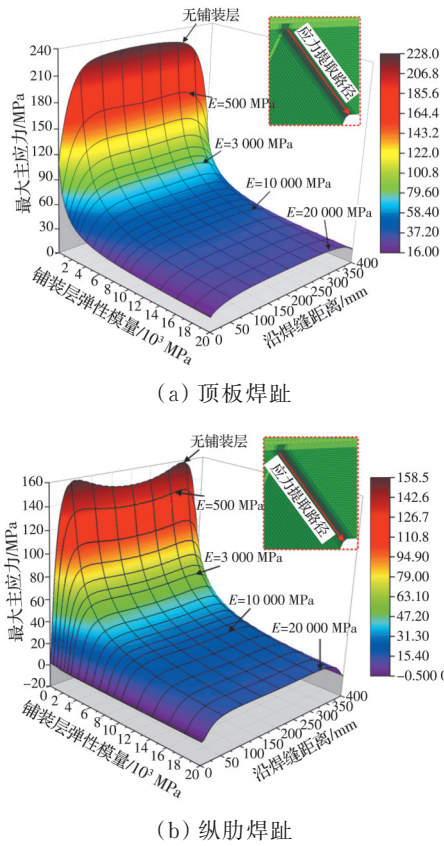 无铺装层
240
210
180
150
120
90
60
30
0
最大主应力/MPa
E=500 MPa
E=3 000 MPa
E=10 000 MPa
E=20 000 MPa
应力提取路径
228.0
206.8
185.6
164.4
143.2
122.0
100.8
79.60
58.40
37.20
16.00
2 4 6 8 10 12 14 16 18 20
铺装层弹性模量/10³ MPa
0 50 100 150 200 250 300 350 400
沿焊缝距离/mm
(a) 顶板焊趾
无铺装层
160
140
120
100
80
60
40
20
0
-20
最大主应力/MPa
E=500 MPa
E=3 000 MPa
E=10 000 MPa
E=20 000 MPa
应力提取路径
158.5
142.6
126.7
110.8
94.90
79.00
63.10
47.20
31.30
15.40
-0.500 0
0 2 4 6 8 10 12 14 16 18 20
铺装层弹性模量/10³ MPa
0 50 100 150 200 250 300 350 400
沿焊缝距离/mm
(b) 纵肋焊趾